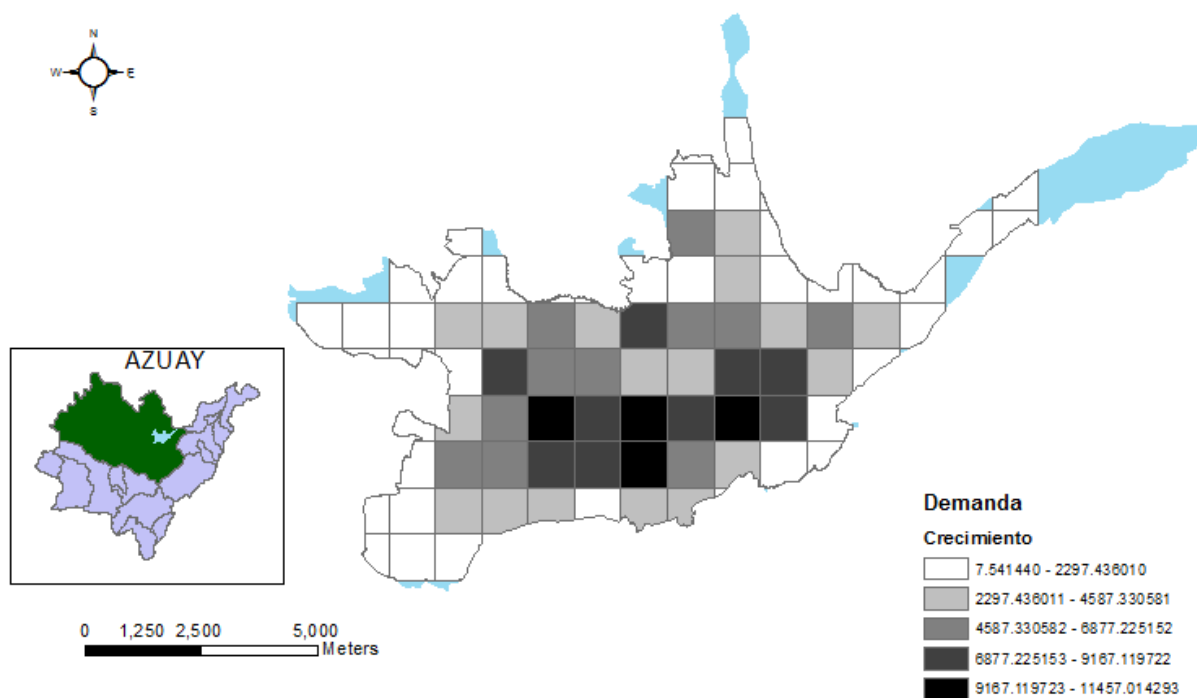 N
W E
S
AZUAY
0 1,250 2,500 5,000
Meters
Demanda
Crecimiento
7.541440 - 2297.436010
2297.436011 - 4587.330581
4587.330582 - 6877.225152
6877.225153 - 9167.119722
9167.119723 - 11457.014293